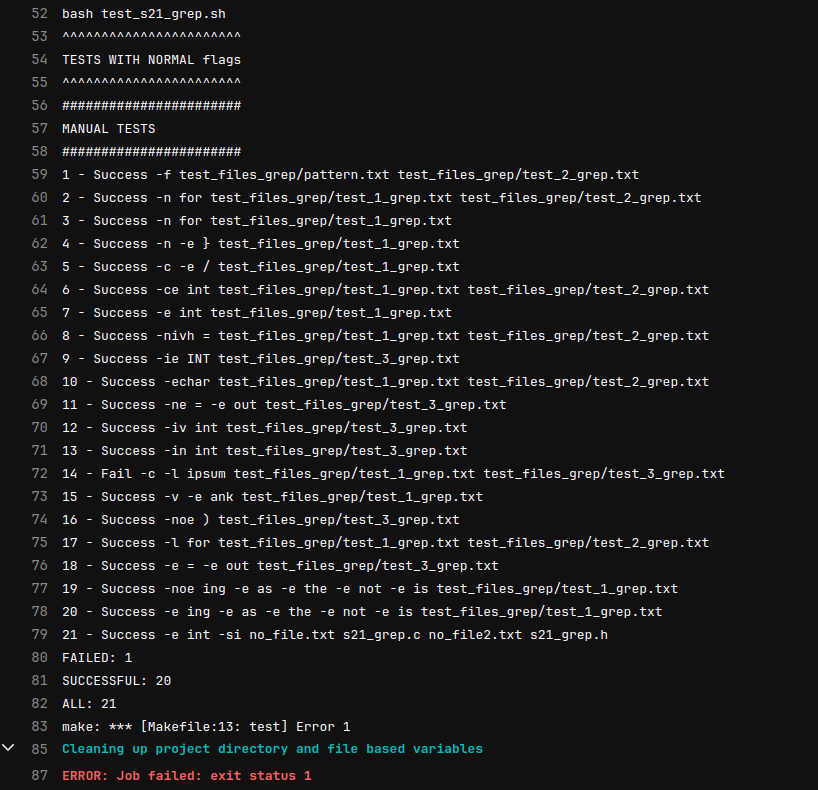 52 bash test_s21_grep.sh
53 ^^^^^^^^^^^^^^^^^^^^^^^
54 TESTS WITH NORMAL flags
55 ^^^^^^^^^^^^^^^^^^^^^^^
56 #######################
57 MANUAL TESTS
58 #######################
59 1 - Success -f test_files_grep/pattern.txt test_files_grep/test_2_grep.txt
60 2 - Success -n for test_files_grep/test_1_grep.txt test_files_grep/test_2_grep.txt
61 3 - Success -n for test_files_grep/test_1_grep.txt
62 4 - Success -n -e } test_files_grep/test_1_grep.txt
63 5 - Success -c -e / test_files_grep/test_1_grep.txt
64 6 - Success -ce int test_files_grep/test_1_grep.txt test_files_grep/test_2_grep.txt
65 7 - Success -e int test_files_grep/test_1_grep.txt
66 8 - Success -nivh = test_files_grep/test_1_grep.txt test_files_grep/test_2_grep.txt
67 9 - Success -ie INT test_files_grep/test_3_grep.txt
68 10 - Success -echar test_files_grep/test_1_grep.txt test_files_grep/test_2_grep.txt
69 11 - Success -ne = -e out test_files_grep/test_3_grep.txt
70 12 - Success -iv int test_files_grep/test_3_grep.txt
71 13 - Success -in int test_files_grep/test_3_grep.txt
72 14 - Fail -c -l ipsum test_files_grep/test_1_grep.txt test_files_grep/test_3_grep.txt
73 15 - Success -v -e ank test_files_grep/test_1_grep.txt
74 16 - Success -noe ) test_files_grep/test_3_grep.txt
75 17 - Success -l for test_files_grep/test_1_grep.txt test_files_grep/test_2_grep.txt
76 18 - Success -e = -e out test_files_grep/test_3_grep.txt
77 19 - Success -noe ing -e as -e the -e not -e is test_files_grep/test_1_grep.txt
78 20 - Success -e ing -e as -e the -e not -e is test_files_grep/test_1_grep.txt
79 21 - Success -e int -si no_file.txt s21_grep.c no_file2.txt s21_grep.h
80 FAILED: 1
81 SUCCESSFUL: 20
82 ALL: 21
83 make: *** [Makefile:13: test] Error 1
85 Cleaning up project directory and file based variables
87 ERROR: Job failed: exit status 1